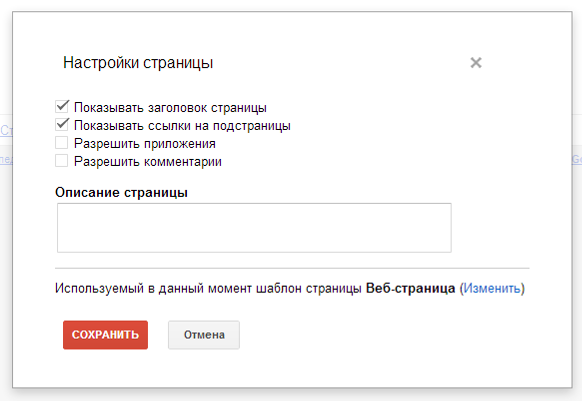 Настройки страницы
Показывать заголовок страницы
Показывать ссылки на подстраницы
Разрешить приложения
Разрешить комментарии
Описание страницы
Используемый в данный момент шаблон страницы Веб-страница (Изменить)
СОХРАНИТЬ Отмена